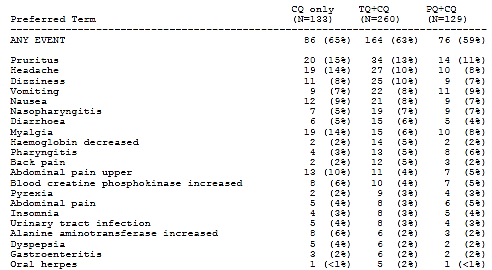 CQ only TQ+CQ PQ+CQ
Preferred Term (N=133) (N=260) (N=129)
ANY EVENT 86 (65%) 164 (63%) 76 (59%)
Pruritus 20 (15%) 34 (13%) 14 (11%)
Headache 19 (14%) 27 (10%) 10 (8%)
Dizziness 11 (8%) 25 (10%) 9 (7%)
Vomiting 9 (7%) 22 (8%) 11 (9%)
Nausea 12 (9%) 21 (8%) 9 (7%)
Nasopharyngitis 7 (5%) 19 (7%) 9 (7%)
Diarrhoea 6 (5%) 15 (6%) 5 (4%)
Myalgia 19 (14%) 15 (6%) 10 (8%)
Haemoglobin decreased 2 (2%) 14 (5%) 2 (2%)
Pharyngitis 4 (3%) 13 (5%) 8 (6%)
Back pain 2 (2%) 12 (5%) 3 (2%)
Abdominal pain upper 13 (10%) 11 (4%) 7 (5%)
Blood creatine phosphokinase increased 8 (6%) 10 (4%) 7 (5%)
Pyrexia 2 (2%) 9 (3%) 4 (3%)
Abdominal pain 5 (4%) 8 (3%) 6 (5%)
Insomnia 4 (3%) 8 (3%) 5 (4%)
Urinary tract infection 5 (4%) 8 (3%) 4 (3%)
Alanine aminotransferase increased 8 (6%) 6 (2%) 3 (2%)
Dyspepsia 5 (4%) 6 (2%) 2 (2%)
Gastroenteritis 3 (2%) 6 (2%) 2 (2%)
Oral herpes 1 (<1%) 5 (2%) 1 (<1%)